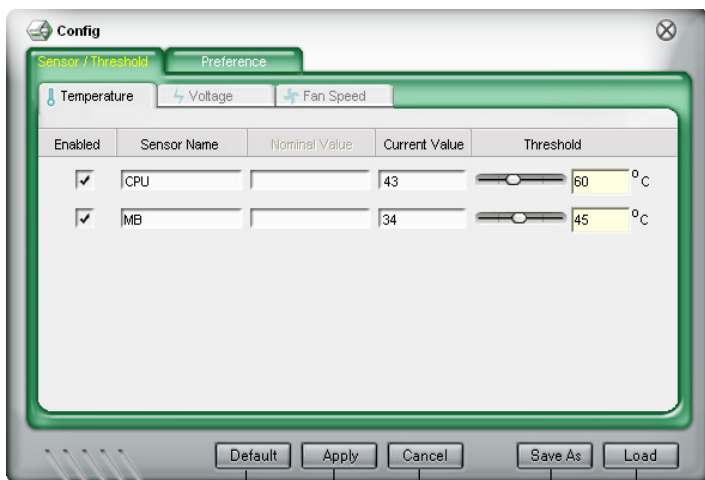 Config
Sensor / Threshold Preference
Temperature Voltage Fan Speed
Enabled Sensor Name Nominal Value Current Value Threshold
CPU 43 60 °C
MB 34 45 °C
Default Apply Cancel Save As Load